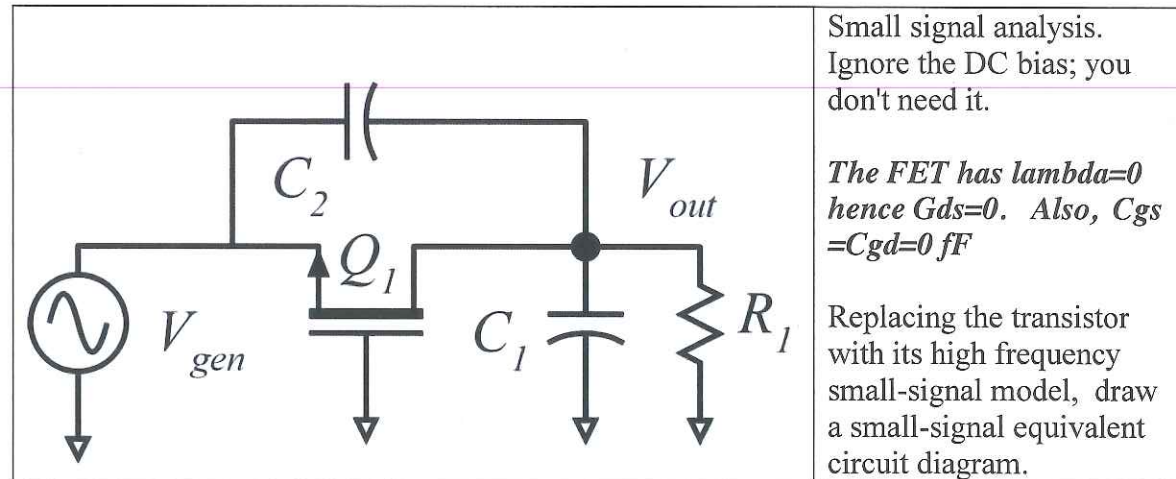 C2
Vout
Q1
Vgen
C1
R1
Small signal analysis.
Ignore the DC bias; you
don't need it.
The FET has lambda=0
hence Gds=0. Also, Cgs
=Cgd=0 fF
Replacing the transistor
with its high frequency
small-signal model, draw
a small-signal equivalent
circuit diagram.